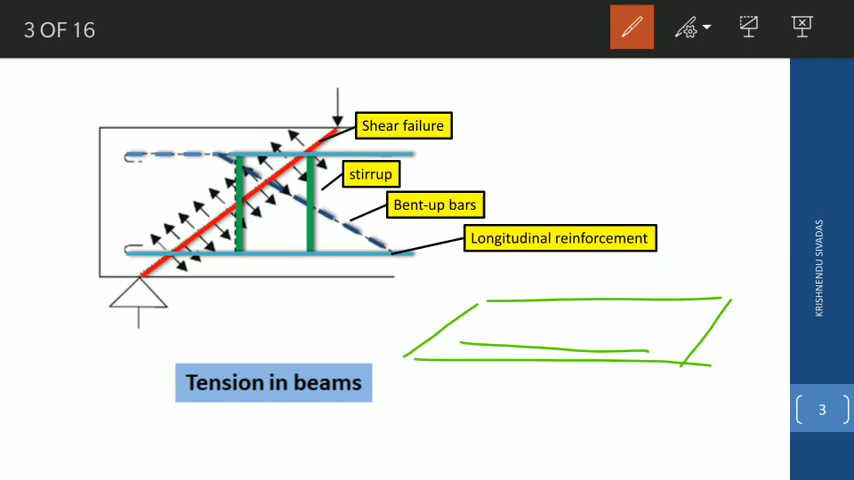 3 OF 16
Shear failure
stirrup
Bent-up bars
Longitudinal reinforcement
Tension in beams
KRISHNENDU SIVADAS
3